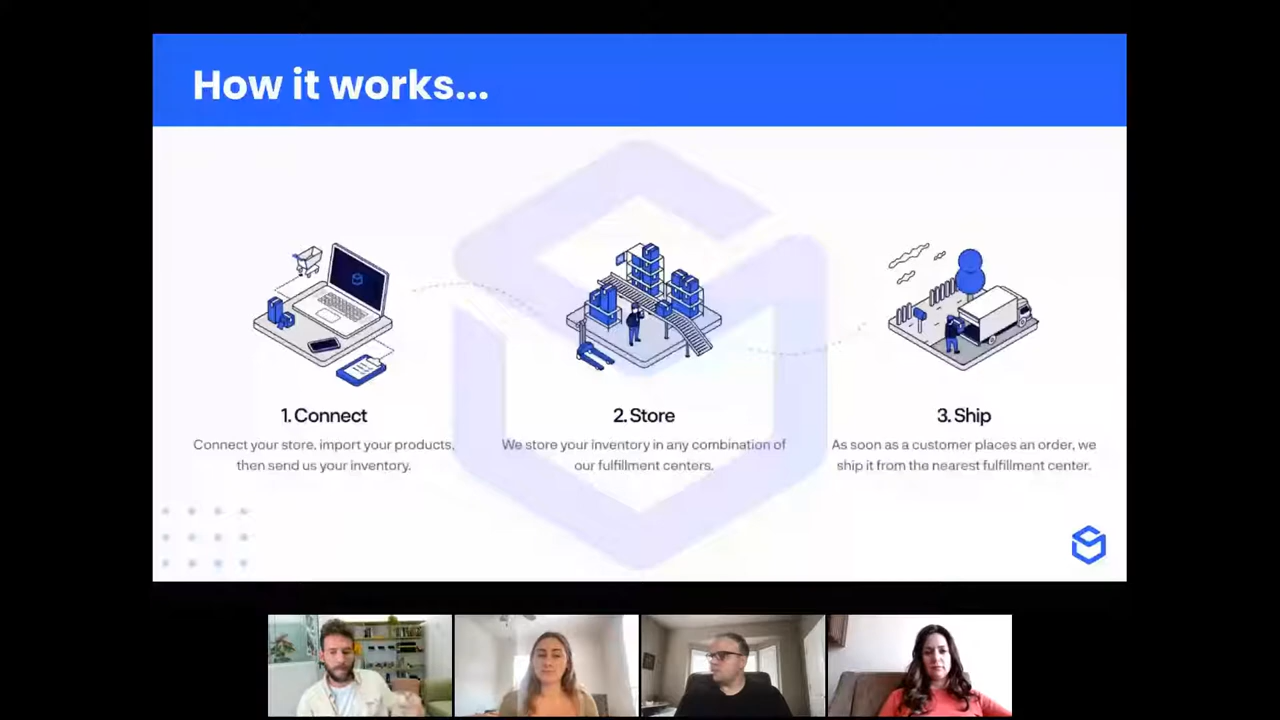 How it works...
1. Connect
Connect your store, import your products,
then send us your inventory.
2. Store
We store your inventory in any combination of
our fulfillment centers.
3. Ship
As soon as a customer places an order, we
ship it from the nearest fulfillment center.